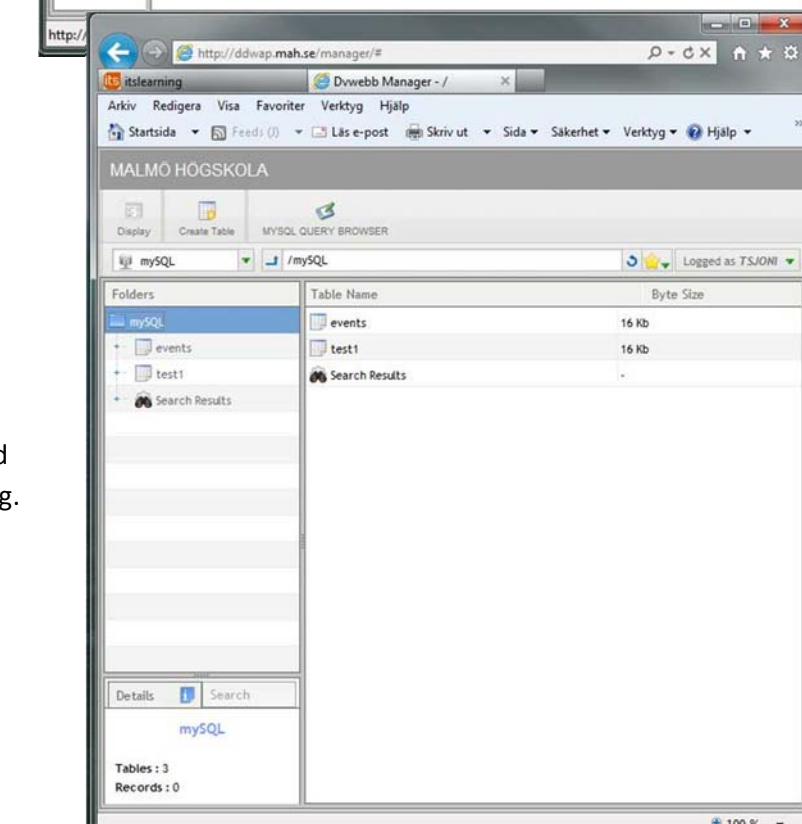 http://
http://ddwap.mah.se/manager/#
itslearning
Dvwebb Manager - /
Arkiv Redigera Visa Favoriter Verktyg Hjälp
Startsida Feeds (J) Läs e-post Skriv ut Sida Säkerhet Verktyg Hjälp
MALMÖ HÖGSKOLA
Display Create Table MYSQL QUERY BROWSER
mySQL /mySQL Logged as TSJONI
Folders Table Name Byte Size
mySQL events 16 Kb
events test1 16 Kb
test1 Search Results -
Search Results
d
g.
Details Search
mySQL
Tables : 3
Records : 0
100 %